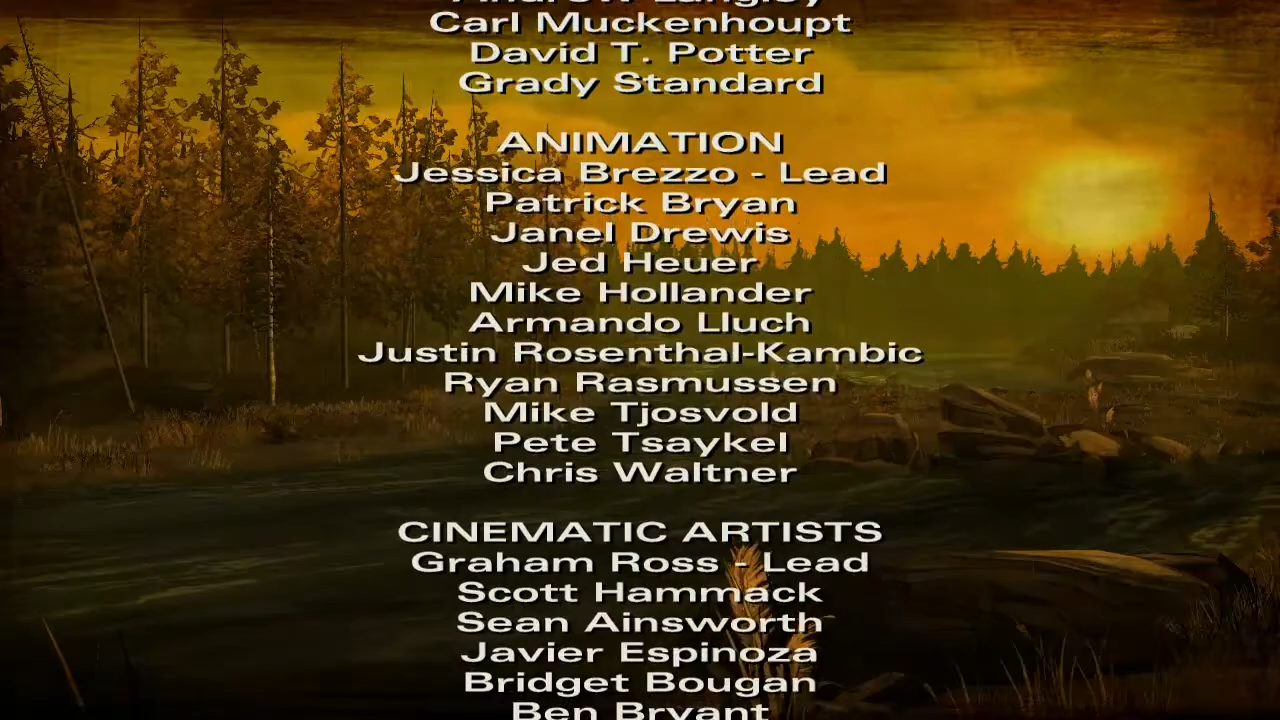 Andrew Langley
Carl Muckenhoupt
David T. Potter
Grady Standard
ANIMATION
Jessica Brezzo - Lead
Patrick Bryan
Janel Drewis
Jed Heuer
Mike Hollander
Armando Lluch
Justin Rosenthal-Kambic
Ryan Rasmussen
Mike Tjosvold
Pete Tsaykel
Chris Waltner
CINEMATIC ARTISTS
Graham Ross - Lead
Scott Hammack
Sean Ainsworth
Javier Espinoza
Bridget Bougan
Ben Bryant